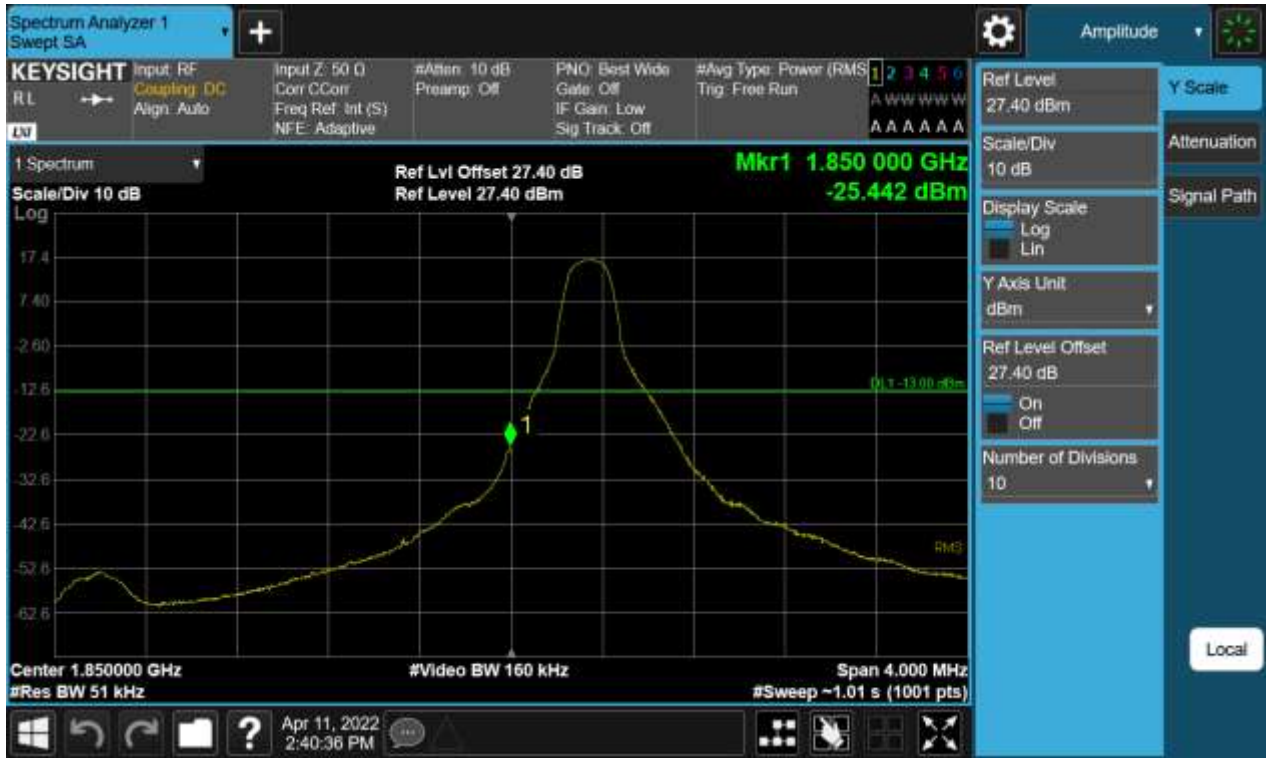 Spectrum Analyzer 1
Swept SA
+
Amplitude
KEYSIGHT
RL
LXI
Input: RF
Coupling: DC
Align: Auto
Input Z: 50 Ω
Corr CCorr
Freq Ref: Int (S)
NFE: Adaptive
#Atten: 10 dB
Preamp: Off
PNO: Best Wide
Gate: Off
IF Gain: Low
Sig Track: Off
#Avg Type: Power (RMS
Trig: Free Run
1 2 3 4 5 6
A W W W W W
A A A A A A
1 Spectrum
Scale/Div 10 dB
Ref Lvl Offset 27.40 dB
Ref Level 27.40 dBm
Mkr1 1.850 000 GHz
-25.442 dBm
Log
17.4
7.40
-2.60
-12.6
-22.6
-32.6
-42.6
-52.6
-62.6
DL1 -13.00 dBm
1
RMS
Center 1.850000 GHz
#Video BW 160 kHz
Span 4.000 MHz
#Res BW 51 kHz
#Sweep ~1.01 s (1001 pts)
Ref Level
27.40 dBm
Scale/Div
10 dB
Display Scale
Log
Lin
Y Axis Unit
dBm
Ref Level Offset
27.40 dB
On
Off
Number of Divisions
10
Y Scale
Attenuation
Signal Path
Local
?
Apr 11, 2022
2:40:36 PM